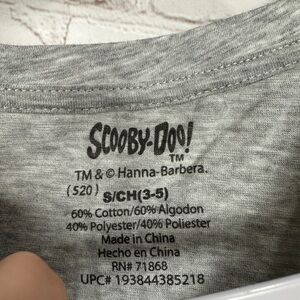 SCOOBY-DOO!
TM
TM & © Hanna-Barbera.
(S20) S/CH(3-5)
60% Cotton/60% Algodon
40% Polyester/40% Poliester
Made in China
Hecho en China
RN# 71868
UPC# 193844385218